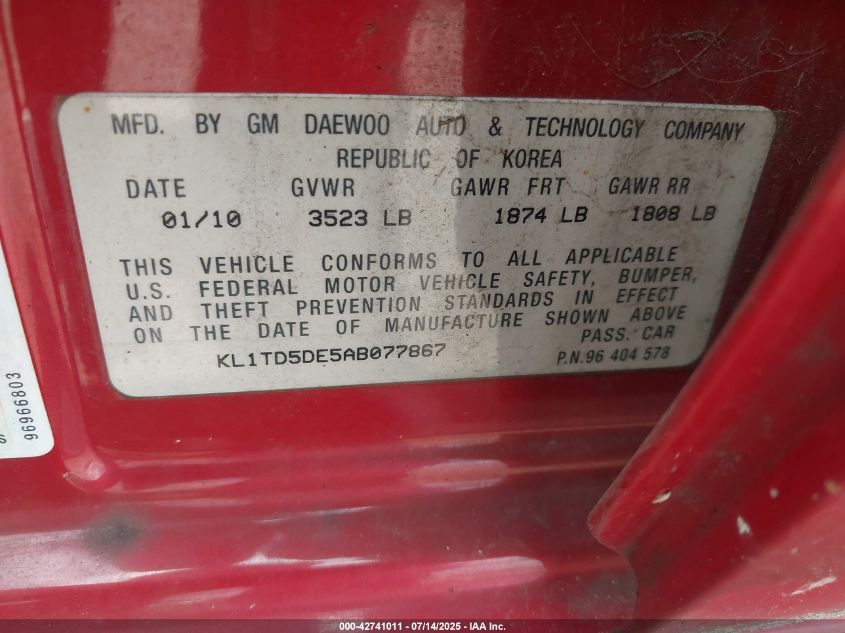 MFD. BY GM DAEWOO AUTO & TECHNOLOGY COMPANY
REPUBLIC OF KOREA
DATE GVWR GAWR FRT GAWR RR
01/10 3523 LB 1874 LB 1808 LB
THIS VEHICLE CONFORMS TO ALL APPLICABLE
U.S. FEDERAL MOTOR VEHICLE SAFETY, BUMPER,
AND THEFT PREVENTION STANDARDS IN EFFECT
ON THE DATE OF MANUFACTURE SHOWN ABOVE
PASS. CAR
KL1TD5DE5AB077867
P.N.96 404 578
96966803
000-42741011 - 07/14/2025 - IAA Inc.